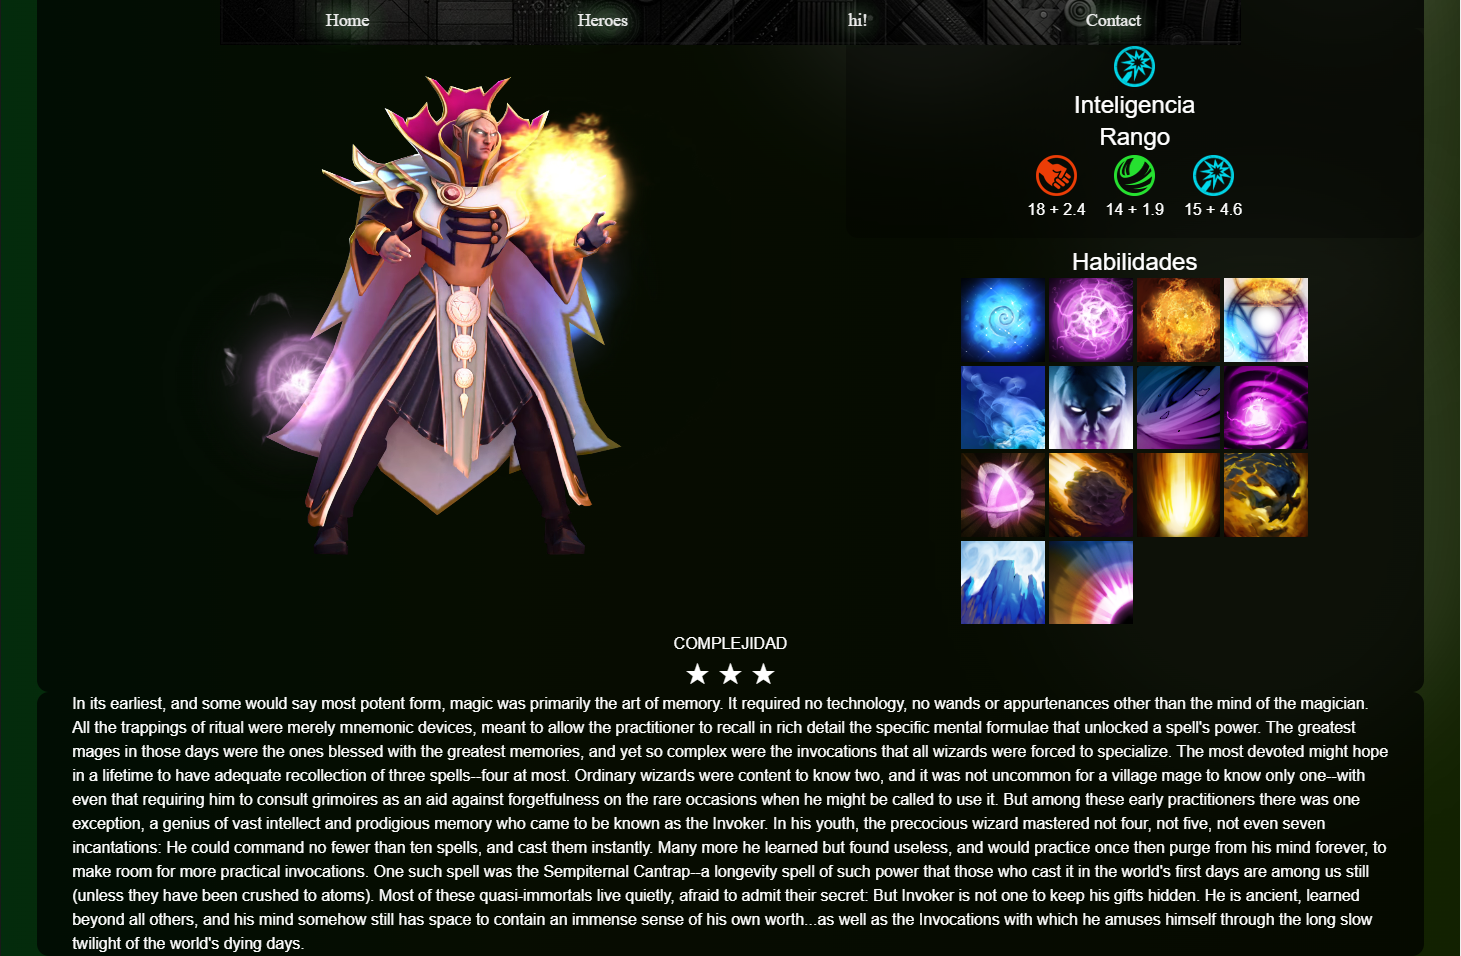 Home Heroes hi! Contact
Inteligencia
Rango
18 + 2.4 14 + 1.9 15 + 4.6
Habilidades
COMPLEJIDAD
In its earliest, and some would say most potent form, magic was primarily the art of memory. It required no technology, no wands or appurtenances other than the mind of the magician.
All the trappings of ritual were merely mnemonic devices, meant to allow the practitioner to recall in rich detail the specific mental formulae that unlocked a spell's power. The greatest
mages in those days were the ones blessed with the greatest memories, and yet so complex were the invocations that all wizards were forced to specialize. The most devoted might hope
in a lifetime to have adequate recollection of three spells--four at most. Ordinary wizards were content to know two, and it was not uncommon for a village mage to know only one--with
even that requiring him to consult grimoires as an aid against forgetfulness on the rare occasions when he might be called to use it. But among these early practitioners there was one
exception, a genius of vast intellect and prodigious memory who came to be known as the Invoker. In his youth, the precocious wizard mastered not four, not five, not even seven
incantations: He could command no fewer than ten spells, and cast them instantly. Many more he learned but found useless, and would practice once then purge from his mind forever, to
make room for more practical invocations. One such spell was the Sempiternal Cantrap--a longevity spell of such power that those who cast it in the world's first days are among us still
(unless they have been crushed to atoms). Most of these quasi-immortals live quietly, afraid to admit their secret: But Invoker is not one to keep his gifts hidden. He is ancient, learned
beyond all others, and his mind somehow still has space to contain an immense sense of his own worth...as well as the Invocations with which he amuses himself through the long slow
twilight of the world's dying days.